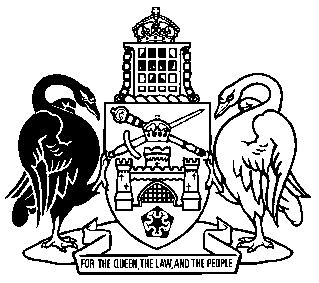 FOR THE QUEEN, THE LAW, AND THE PEOPLE